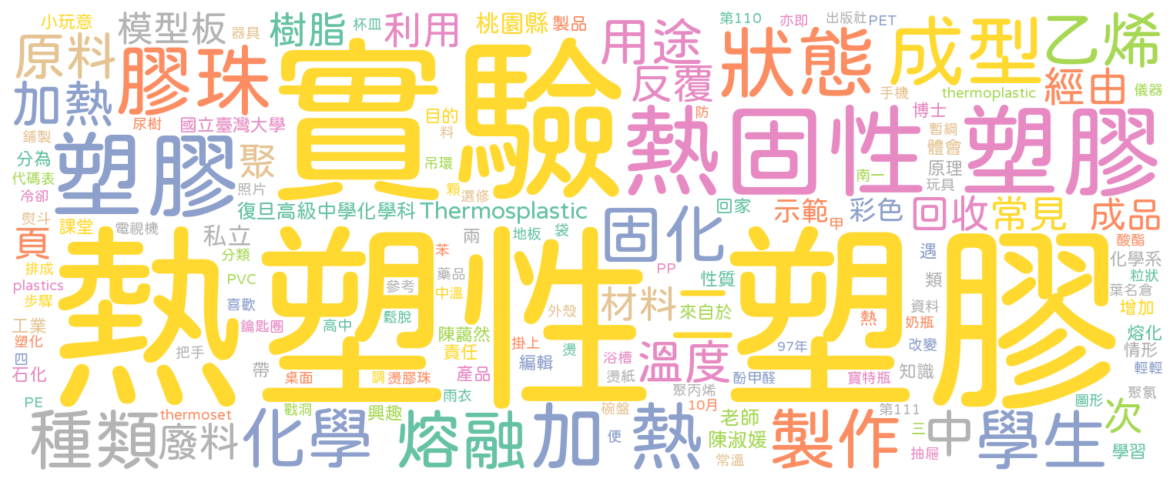 小玩意
模型板
器具
樹脂
杯皿
利用
桃園縣
製品
用途
第110
亦即
出版社
PET
成型
乙烯
原料
膠珠
實驗
狀態
反覆
經由
儀器
加熱
尿樹
國立臺灣大學
目的
料
手機
thermoplastic
博士
防
熱固性塑膠
鋪製
分為
代碼表
冷卻
塑膠
聚
照片
吊環
顆
選修
暫綱
體會
原理
玩具
南一
熨斗
課堂
電視機
復旦高級中學化學科
Thermosplastic
固化
回家
示範
甲
彩色
回收
常見
成品
頁
私立
兩
地板
袋
分類
苯
藥品
PP
性質
遇
酸酯
化學系
排成
plastics
步驟
PVC
喜歡
參考
中溫
外殼
材料
來自於
類
粒狀
葉名倉
資料
增加
熱塑性塑膠
工業
塑化
鑰匙圈
高中
鬆脫
陳藹然
責任
掛上
燙
編輯
浴槽
溫度
97年
熱
奶瓶
改變
熔化
情形
四
石化
把手
帶
桌面
調
燙膠珠
產品
燙紙
聚丙烯
酚甲醛
寶特瓶
知識
輕輕
聚氯
PE
thermoset
戳洞
興趣
雨衣
碗盤
10月
老師
第111
圖形
種類
廢料
化學
熔融
加熱
便
陳淑媛
常溫
製作
三
抽屜
中
學生
次
學習